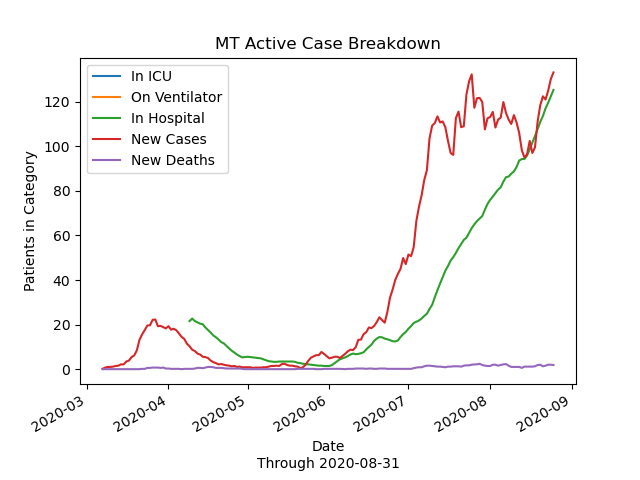 MT Active Case Breakdown
In ICU
On Ventilator
In Hospital
New Cases
New Deaths
Patients in Category
120
100
80
60
40
20
0
2020-03
2020-04
2020-05
2020-06
2020-07
2020-08
2020-09
Date
Through 2020-08-31